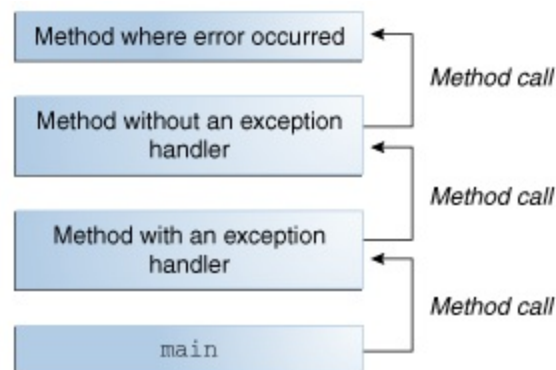 Method where error occurred
Method call
Method without an exception
handler
Method call
Method with an exception
handler
Method call
main